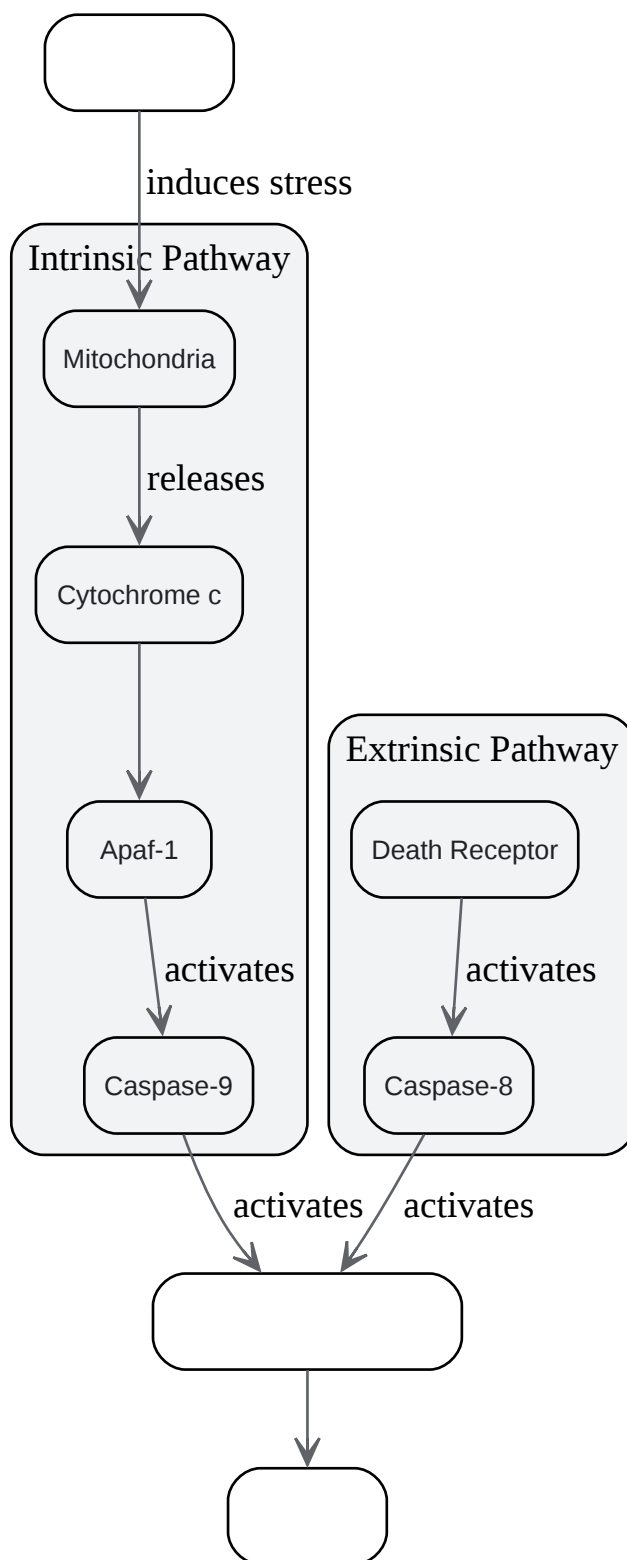 induces stress
Intrinsic Pathway
Mitochondria
releases
Cytochrome c
Extrinsic Pathway
Apaf-1
Death Receptor
activates
activates
Caspase-9
Caspase-8
activates
activates